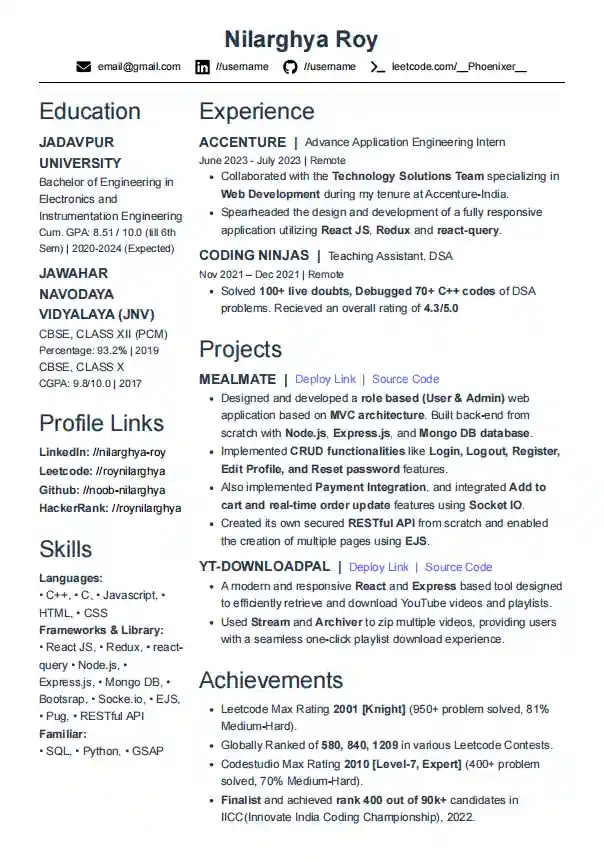 Nilarghya Roy
email@gmail.com //username //username leetcode.com/__Phoenixer__
Education
JADAVPUR
UNIVERSITY
Bachelor of Engineering in
Electronics and
Instrumentation Engineering
Cum. GPA: 8.51 / 10.0 (till 6th
Sem) | 2020-2024 (Expected)
JAWAHAR
NAVODAYA
VIDYALAYA (JNV)
CBSE, CLASS XII (PCM)
Percentage: 93.2% | 2019
CBSE, CLASS X
CGPA: 9.8/10.0 | 2017
Profile Links
LinkedIn: //nilarghya-roy
Leetcode: //roynilarghya
Github: //noob-nilarghya
HackerRank: //roynilarghya
Skills
Languages:
• C++, • C, • Javascript, •
HTML, • CSS
Frameworks & Library:
• React JS, • Redux, • react-
query • Node.js, •
Express.js, • Mongo DB, •
Bootsrap, • Socke.io, • EJS,
• Pug, • RESTful API
Familiar:
• SQL, • Python, • GSAP
Experience
ACCENTURE | Advance Application Engineering Intern
June 2023 - July 2023 | Remote
• Collaborated with the Technology Solutions Team specializing in
Web Development during my tenure at Accenture-India.
• Spearheaded the design and development of a fully responsive
application utilizing React JS, Redux and react-query.
CODING NINJAS | Teaching Assistant, DSA
Nov 2021 – Dec 2021 | Remote
• Solved 100+ live doubts, Debugged 70+ C++ codes of DSA
problems. Recieved an overall rating of 4.3/5.0
Projects
MEALMATE | Deploy Link | Source Code
• Designed and developed a role based (User & Admin) web
application based on MVC architecture. Built back-end from
scratch with Node.js, Express.js, and Mongo DB database.
• Implemented CRUD functionalities like Login, Logout, Register,
Edit Profile, and Reset password features.
• Also implemented Payment Integration, and integrated Add to
cart and real-time order update features using Socket IO.
• Created its own secured RESTful API from scratch and enabled
the creation of multiple pages using EJS.
YT-DOWNLOADPAL | Deploy Link | Source Code
• A modern and responsive React and Express based tool designed
to efficiently retrieve and download YouTube videos and playlists.
• Used Stream and Archiver to zip multiple videos, providing users
with a seamless one-click playlist download experience.
Achievements
• Leetcode Max Rating 2001 [Knight] (950+ problem solved, 81%
Medium-Hard).
• Globally Ranked of 580, 840, 1209 in various Leetcode Contests.
• Codestudio Max Rating 2010 [Level-7, Expert] (400+ problem
solved, 70% Medium-Hard).
• Finalist and achieved rank 400 out of 90k+ candidates in
IICC(Innovate India Coding Championship), 2022.